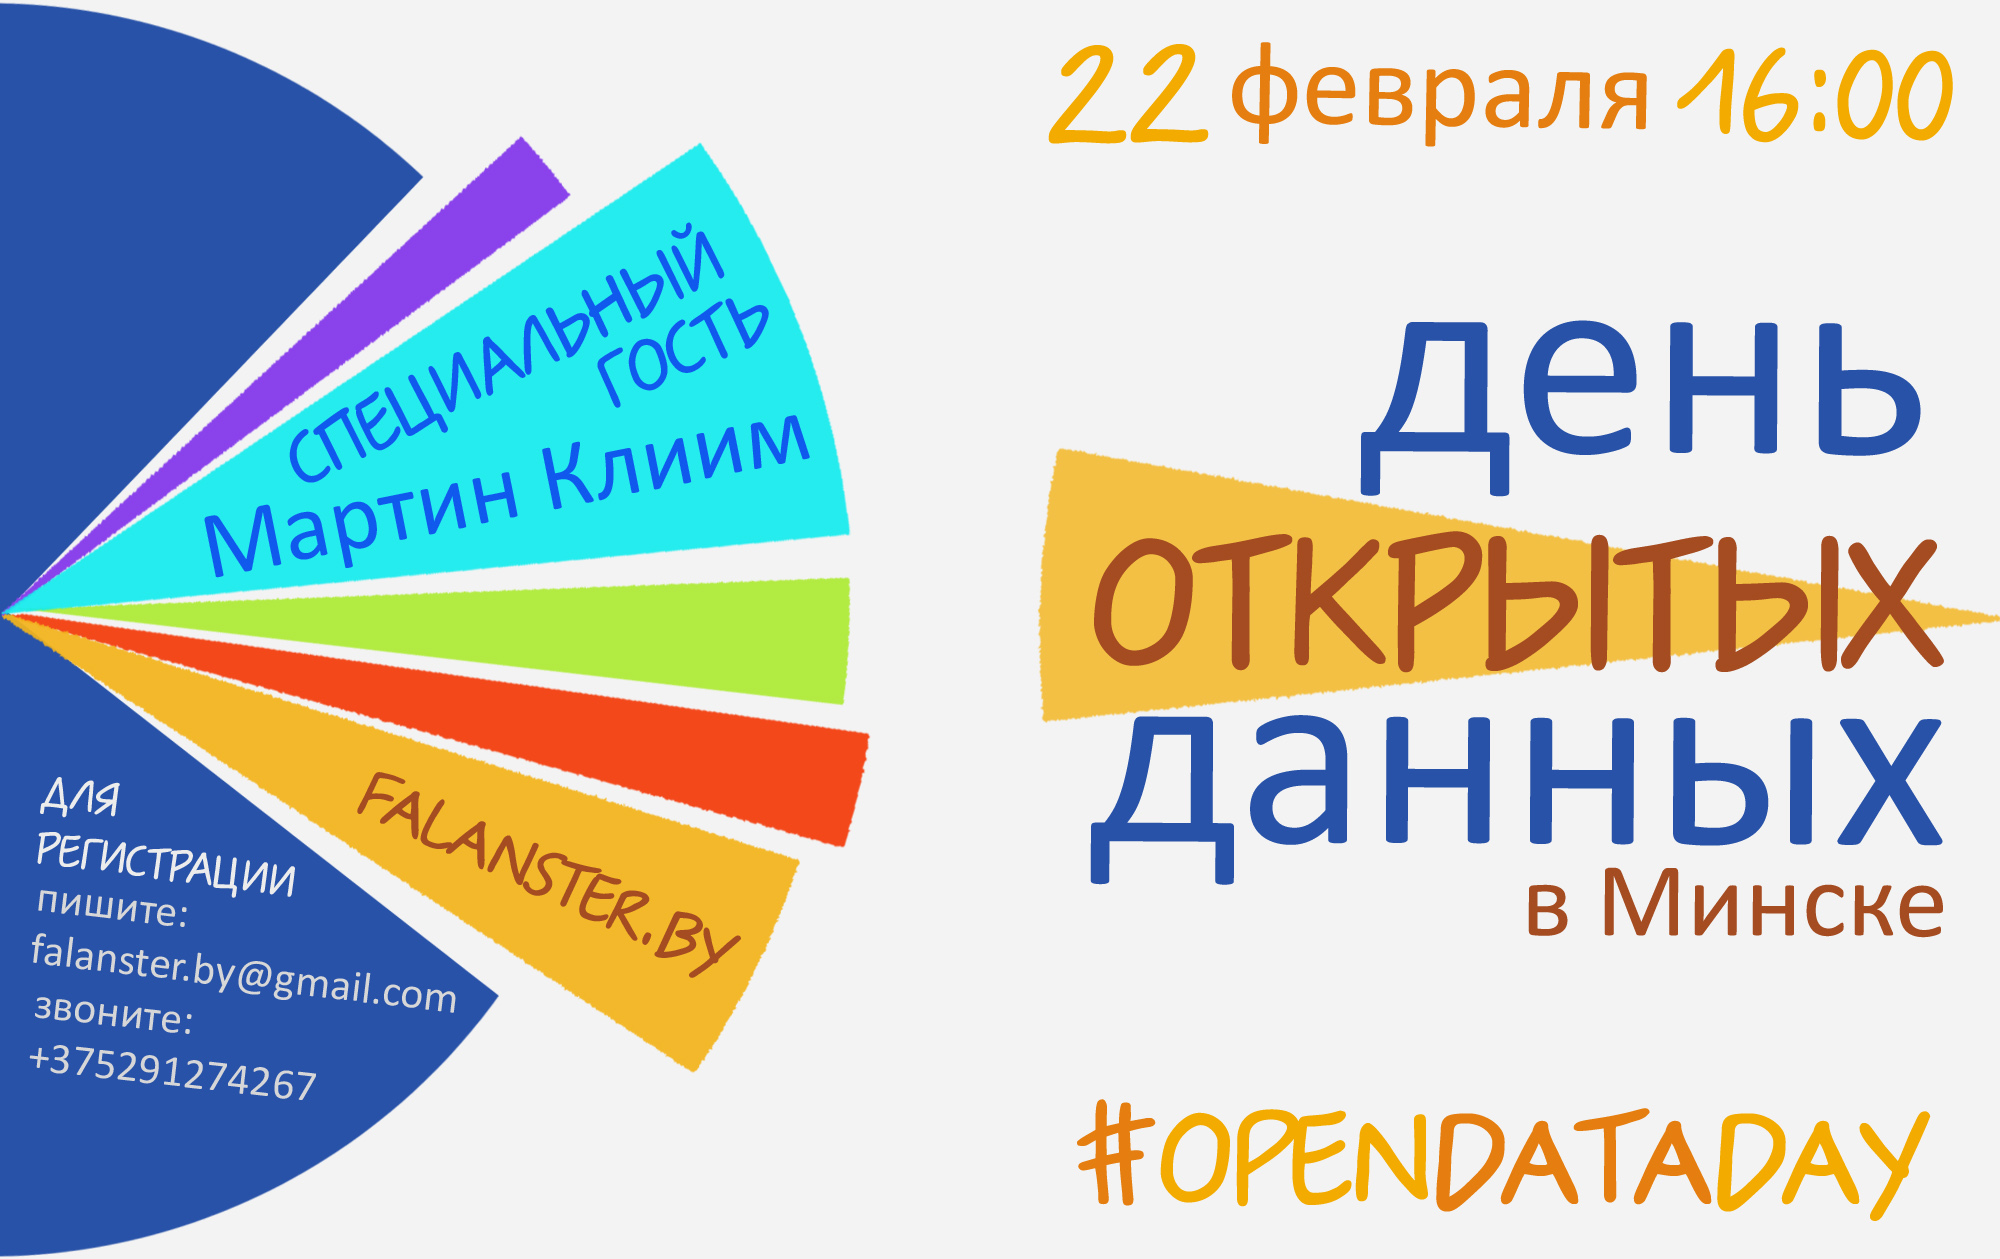 22 февраля 16:00
СПЕЦИАЛЬНЫЙ
ГОСТЬ
Мартин Клиим
день
ОТКРЫТЫХ
данных
в Минске
FALANSTER.BY
ДЛЯ
РЕГИСТРАЦИИ
пишите:
falanster.by@gmail.com
звоните:
+375291274267
#OPENDATADAY